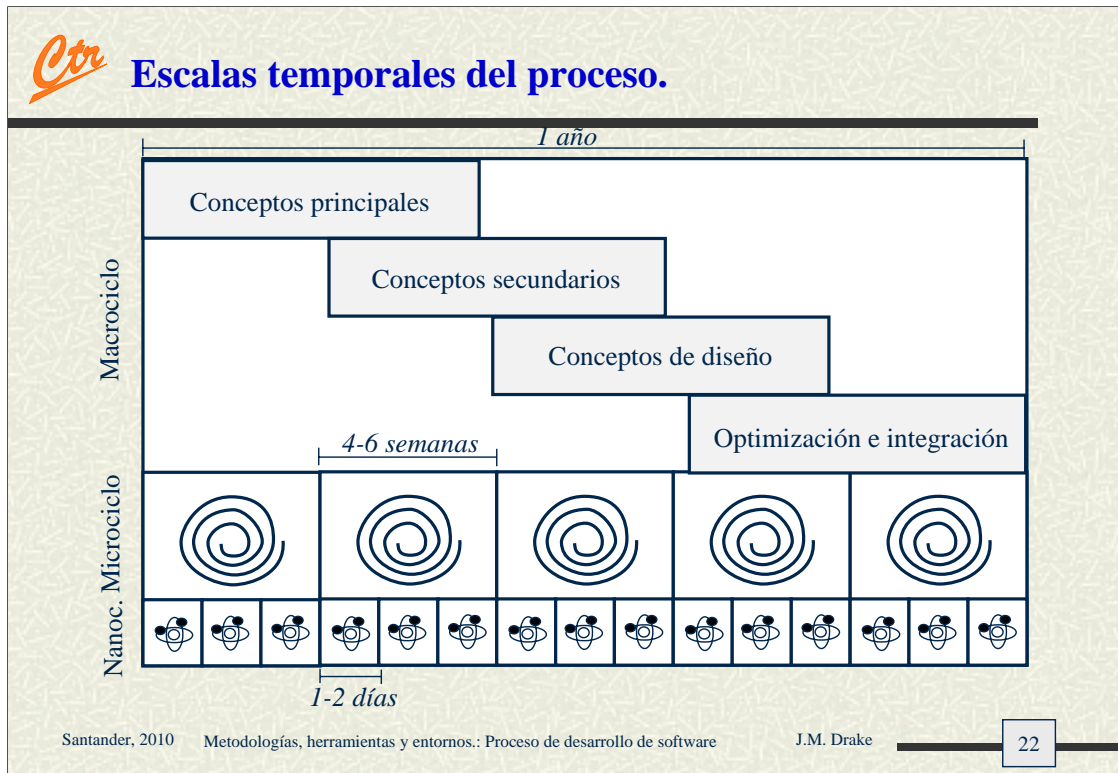 Ctr
Escalas temporales del proceso.
1 año
Conceptos principales
Conceptos secundarios
Conceptos de diseño
Optimización e integración
Macrociclo
4-6 semanas
Microciclo
Nanoc.
1-2 días
Santander, 2010 Metodologías, herramientas y entornos.: Proceso de desarrollo de software J.M. Drake 22